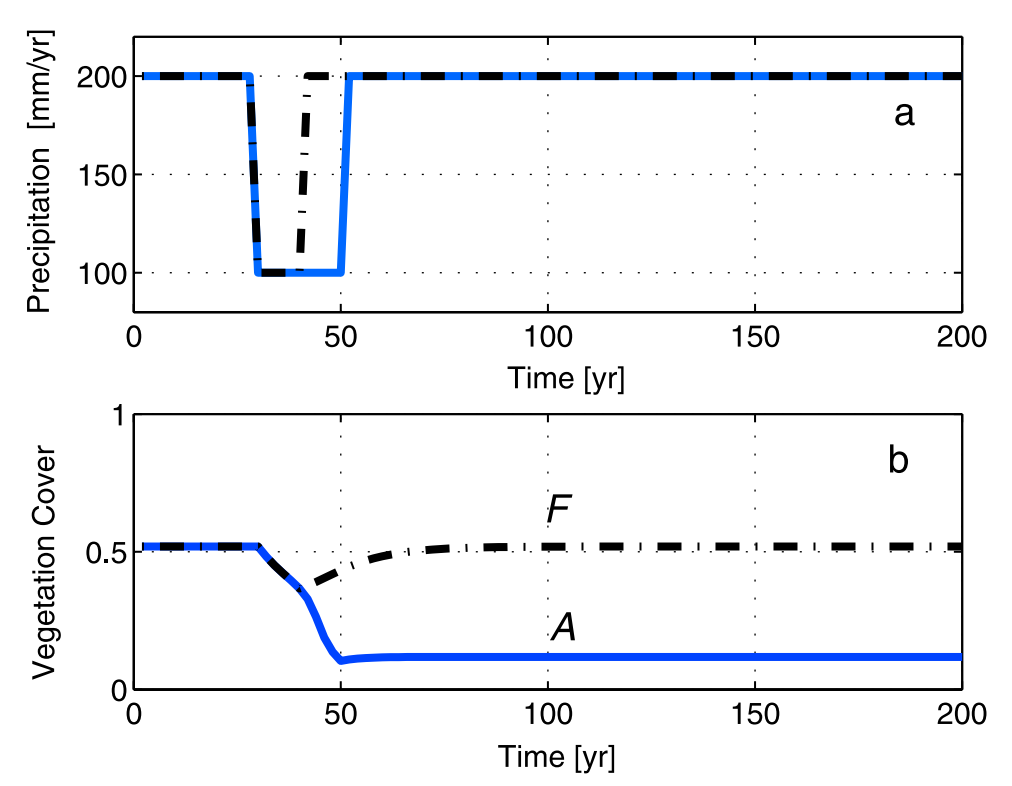 Precipitation [mm/yr]
200
150
100
a
0 50 100 150 200
Time [yr]
Vegetation Cover
1
0.5
0
b
F
A
0 50 100 150 200
Time [yr]